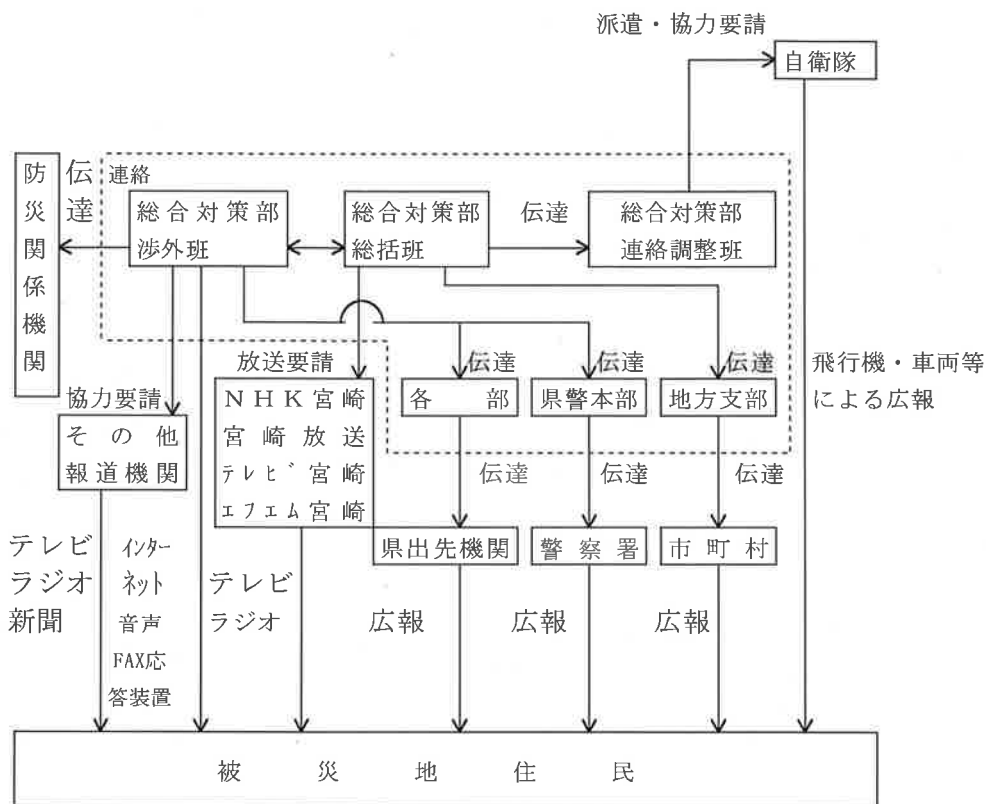 派遣・協力要請
自衛隊
防災関係機関
伝達
連絡
総合対策部
渉外班
総合対策部
総括班
伝達
総合対策部
連絡調整班
放送要請
伝達
伝達
伝達
飛行機・車両等
による広報
協力要請
その他
報道機関
NHK宮崎
宮崎放送
テレビ宮崎
エフエム宮崎
各部
県警本部
地方支部
伝達
伝達
伝達
県出先機関
警察署
市町村
テレビ
ラジオ
新聞
インター
ネット
音声
FAX応
答装置
テレビ
ラジオ
広報
広報
広報
被災地住民